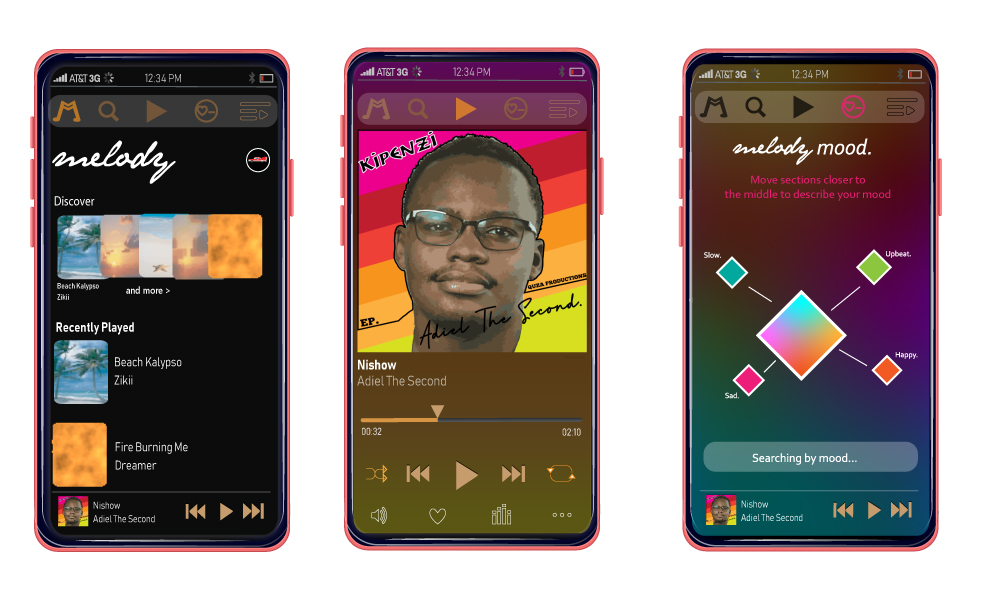 AT&T 3G 12:34 PM
melody
Discover
Beach Kalypso
Zikii
and more >
Recently Played
Beach Kalypso
Zikii
Fire Burning Me
Dreamer
Nishow
Adiel The Second
AT&T 3G 12:34 PM
KIPENZI
QUZA PRODUCTIONZ
EP.
Adiel The Second.
Nishow
Adiel The Second
00:32 02:10
AT&T 3G 12:34 PM
melody mood.
Move sections closer to
the middle to describe your mood
Slow.
Upbeat.
Happy.
Sad.
Searching by mood...
Nishow
Adiel The Second